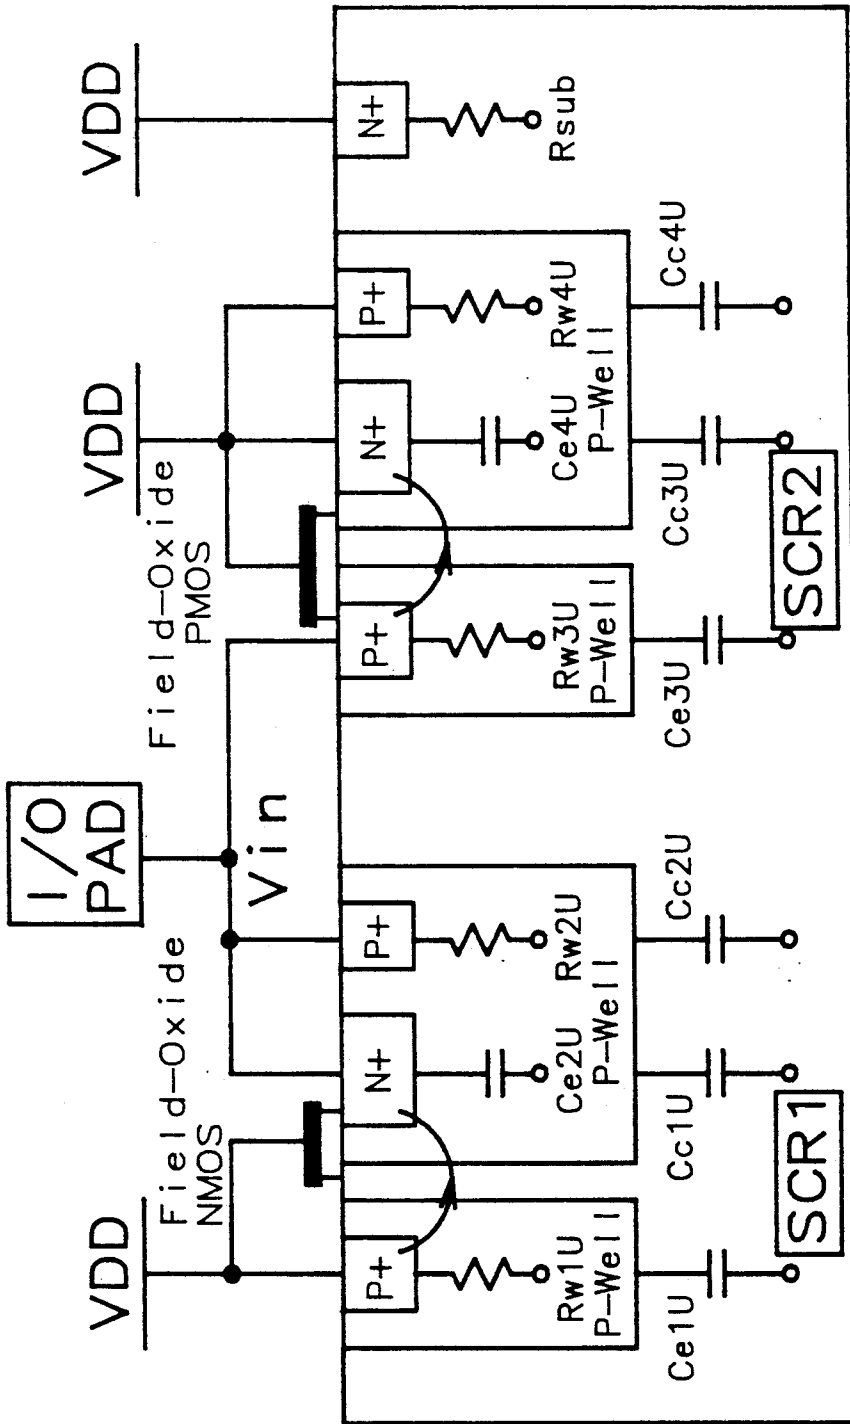 I/O
PAD
VDD
VDD
VDD
Field-Oxide
NMOS
Field-Oxide
PMOS
Vin
P+
N+
P+
P+
N+
P+
N+
Rw1U
P-Well
Ce2U
Rw2U
P-Well
Rw3U
P-Well
Ce4U
Rw4U
P-Well
Rsub
Ce1U
Cc1U
Cc2U
Ce3U
Cc3U
Cc4U
SCR1
SCR2